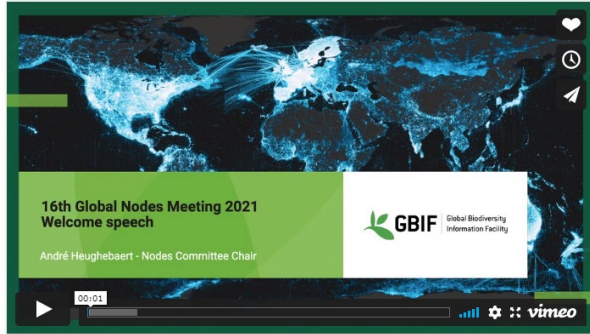 16th Global Nodes Meeting 2021
Welcome speech
André Heughebaert - Nodes Committee Chair
GBIF
Global Biodiversity
Information Facility
00:01
vimeo